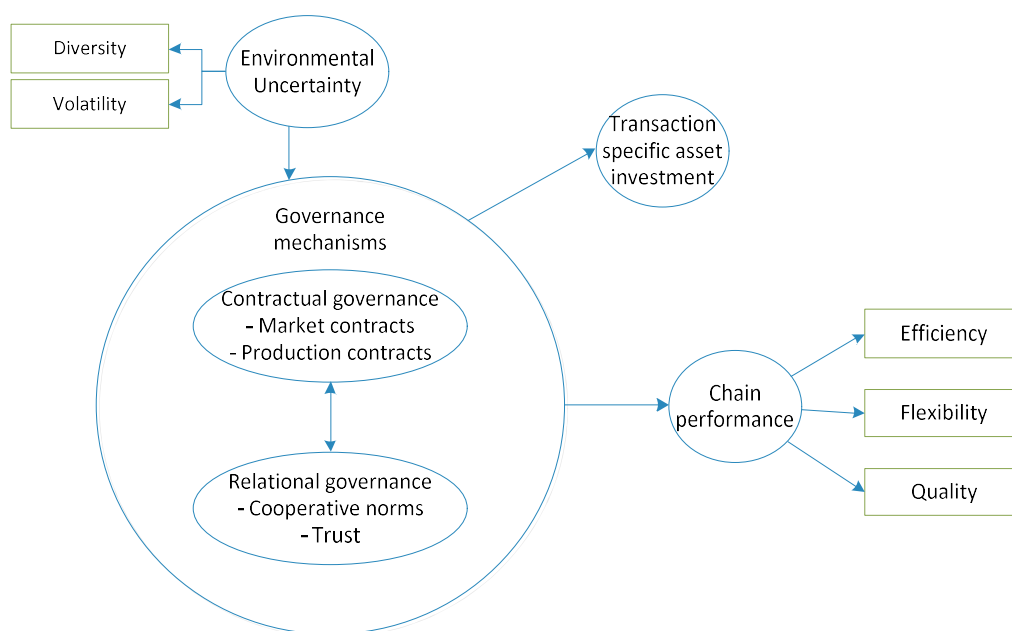 Diversity
Volatility
Environmental
Uncertainty
Transaction
specific asset
investment
Governance
mechanisms
Contractual governance
- Market contracts
- Production contracts
Relational governance
- Cooperative norms
- Trust
Chain
performance
Efficiency
Flexibility
Quality